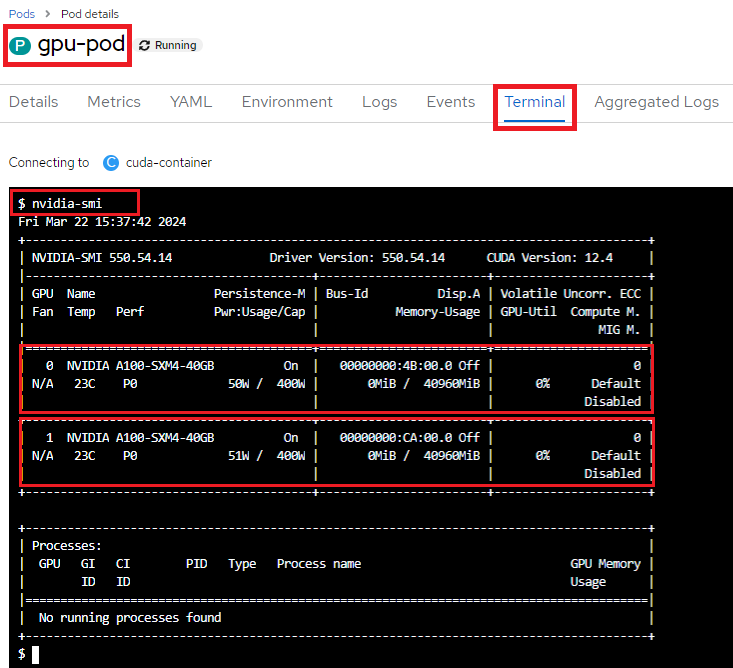 Pods > Pod details
P gpu-pod Running
Details Metrics YAML Environment Logs Events Terminal Aggregated Logs
Connecting to C cuda-container
$ nvidia-smi
Fri Mar 22 15:37:42 2024
+-----------------------------------------------------------------------------------------+
| NVIDIA-SMI 550.54.14              Driver Version: 550.54.14      CUDA Version: 12.4     |
|-----------------------------------------+------------------------+----------------------+
| GPU  Name                 Persistence-M | Bus-Id          Disp.A | Volatile Uncorr. ECC |
| Fan  Temp   Perf          Pwr:Usage/Cap |           Memory-Usage | GPU-Util  Compute M. |
|                                         |                        |               MIG M. |
|=========================================+========================+======================|
|   0  NVIDIA A100-SXM4-40GB          On  |   00000000:4B:00.0 Off |                    0 |
| N/A   23C    P0              50W /  400W |       0MiB /  40960MiB |      0%      Default |
|                                         |                        |             Disabled |
+-----------------------------------------+------------------------+----------------------+
|   1  NVIDIA A100-SXM4-40GB          On  |   00000000:CA:00.0 Off |                    0 |
| N/A   23C    P0              51W /  400W |       0MiB /  40960MiB |      0%      Default |
|                                         |                        |             Disabled |
+-----------------------------------------+------------------------+----------------------+
+-----------------------------------------------------------------------------------------+
| Processes:                                                                              |
|  GPU   GI   CI        PID   Type   Process name                              GPU Memory |
|        ID   ID                                                               Usage      |
|=========================================================================================|
|  No running processes found                                                             |
+-----------------------------------------------------------------------------------------+
$